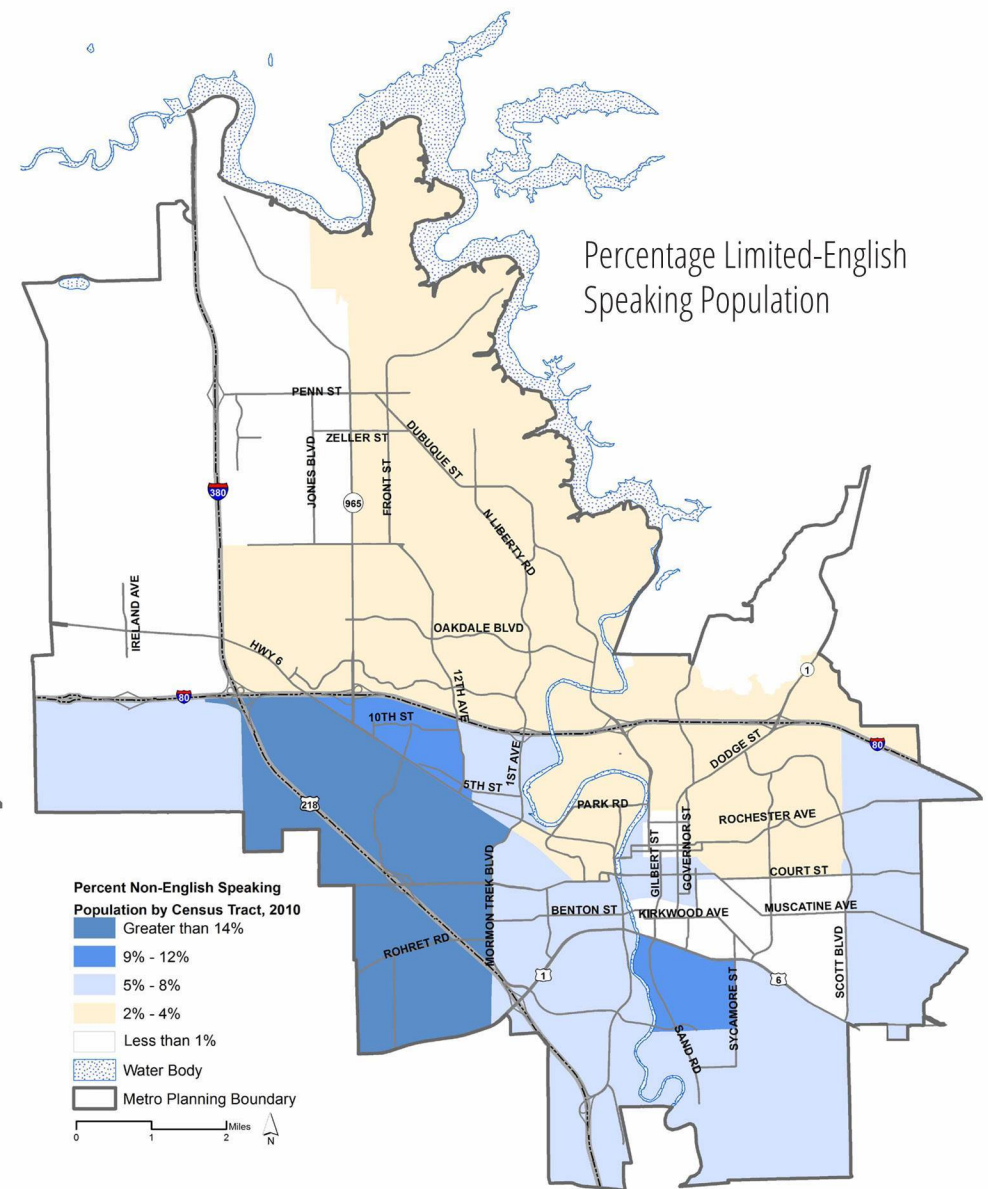 Percentage Limited-English
Speaking Population
PENN ST
ZELLER ST
JONES BLVD
FRONT ST
DUBUQUE ST
380
965
N LIBERTY RD
IRELAND AVE
OAKDALE BLVD
HWY 6
12TH AVE
1
80
10TH ST
1ST AVE
80
DODGE ST
5TH ST
218
PARK RD
GILBERT ST
GOVERNOR ST
ROCHESTER AVE
COURT ST
MORMON TREK BLVD
BENTON ST
KIRKWOOD AVE
MUSCATINE AVE
ROHRET RD
1
6
SCOTT BLVD
SYCAMORE ST
SAND RD
Percent Non-English Speaking
Population by Census Tract, 2010
Greater than 14%
9% - 12%
5% - 8%
2% - 4%
Less than 1%
Water Body
Metro Planning Boundary
Miles
0 1 2
N